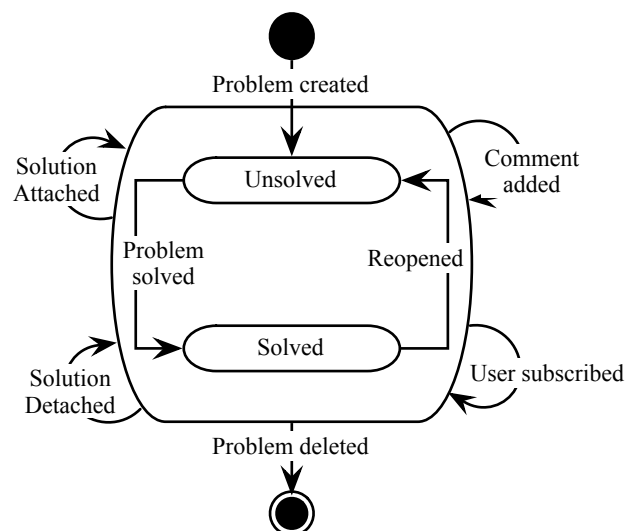 Problem created
Solution
Attached
Unsolved
Comment
added
Problem
solved
Reopened
Solved
Solution
Detached
User subscribed
Problem deleted